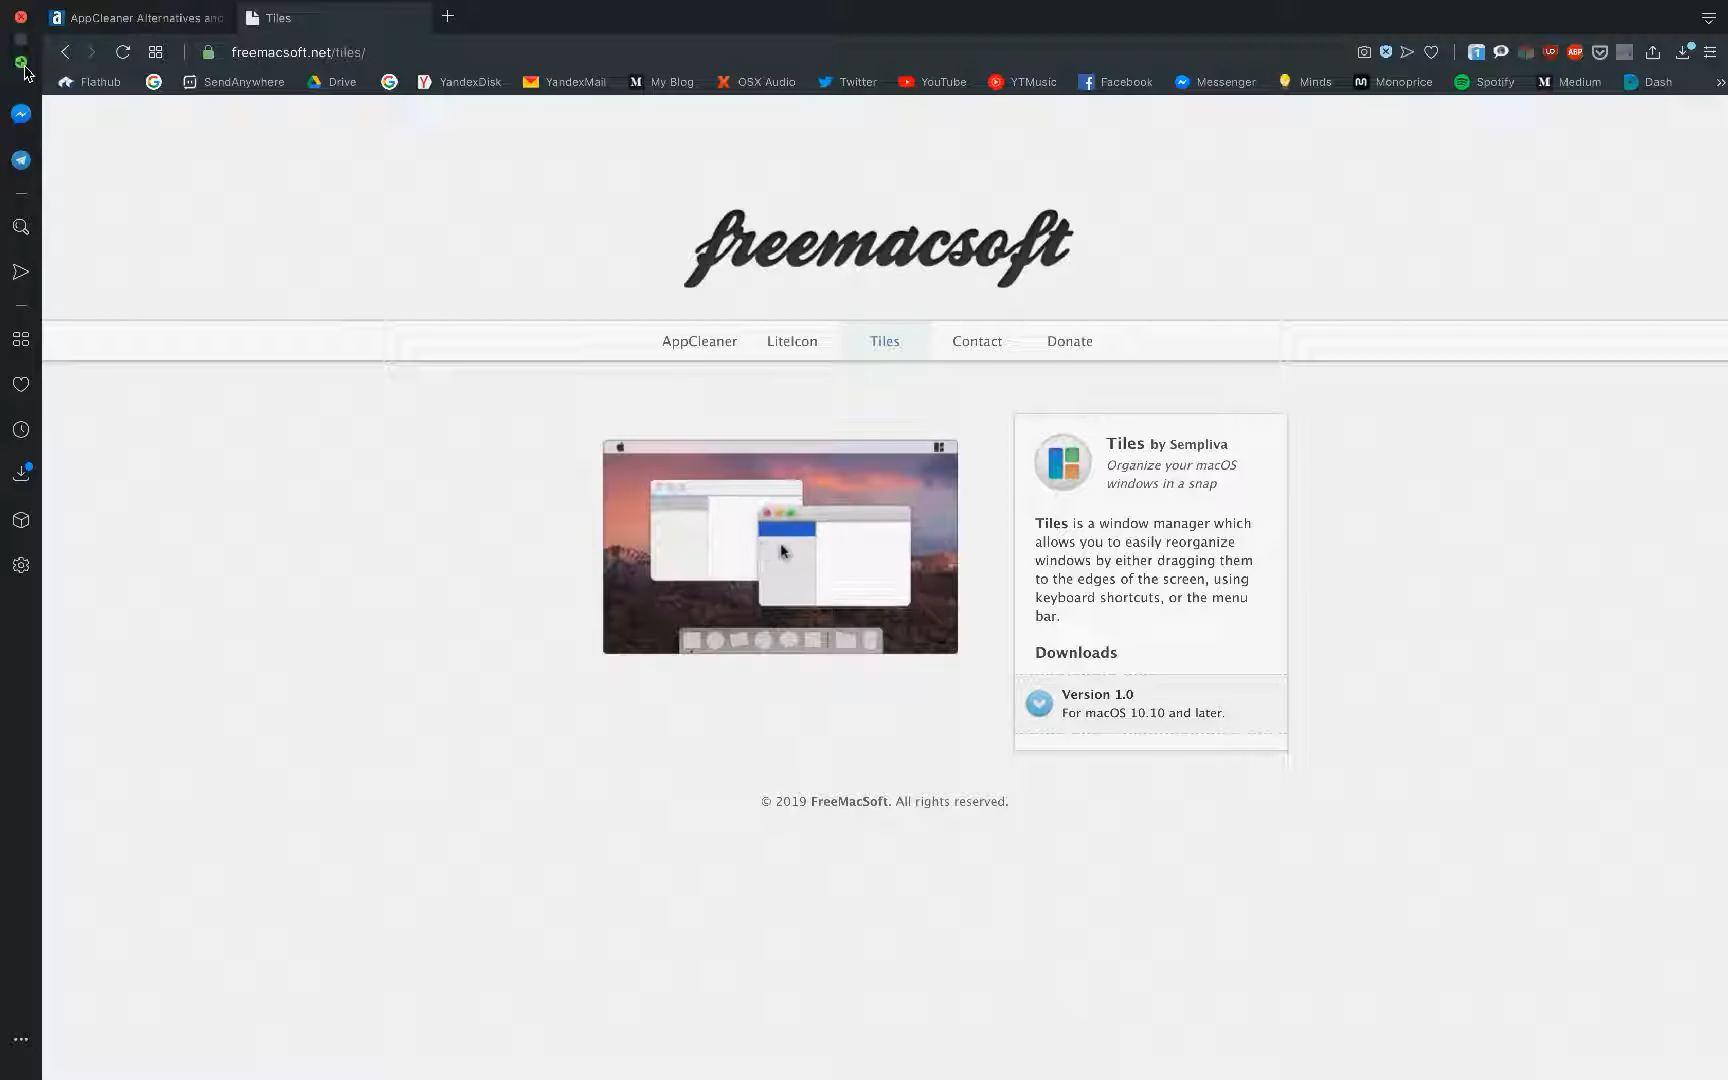 AppCleaner Alternatives and
Tiles
freemacsoft.net/tiles/
Flathub
SendAnywhere
Drive
YandexDisk
YandexMail
My Blog
OSX Audio
Twitter
YouTube
YTMusic
Facebook
Messenger
Minds
Monoprice
Spotify
Medium
Dash
freemacsoft
AppCleaner
LiteIcon
Tiles
Contact
Donate
Tiles by Sempliva
Organize your macOS
windows in a snap
Tiles is a window manager which
allows you to easily reorganize
windows by either dragging them
to the edges of the screen, using
keyboard shortcuts, or the menu
bar.
Downloads
Version 1.0
For macOS 10.10 and later.
© 2019 FreeMacSoft. All rights reserved.